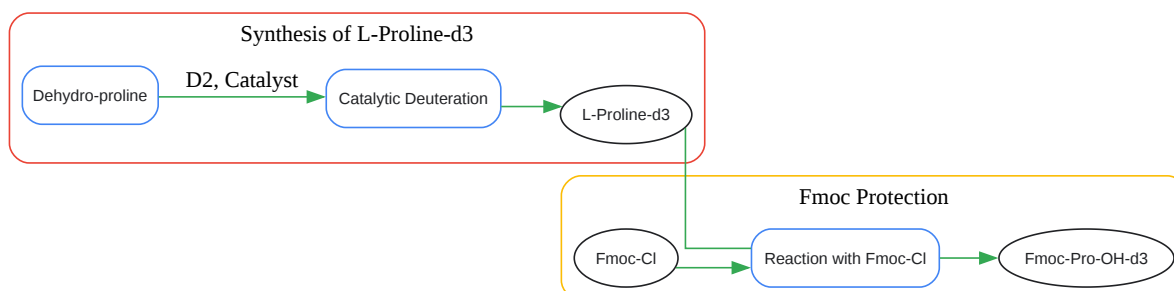 Synthesis of L-Proline-d3
Dehydro-proline
D2, Catalyst
Catalytic Deuteration
L-Proline-d3
Fmoc Protection
Fmoc-Cl
Reaction with Fmoc-Cl
Fmoc-Pro-OH-d3